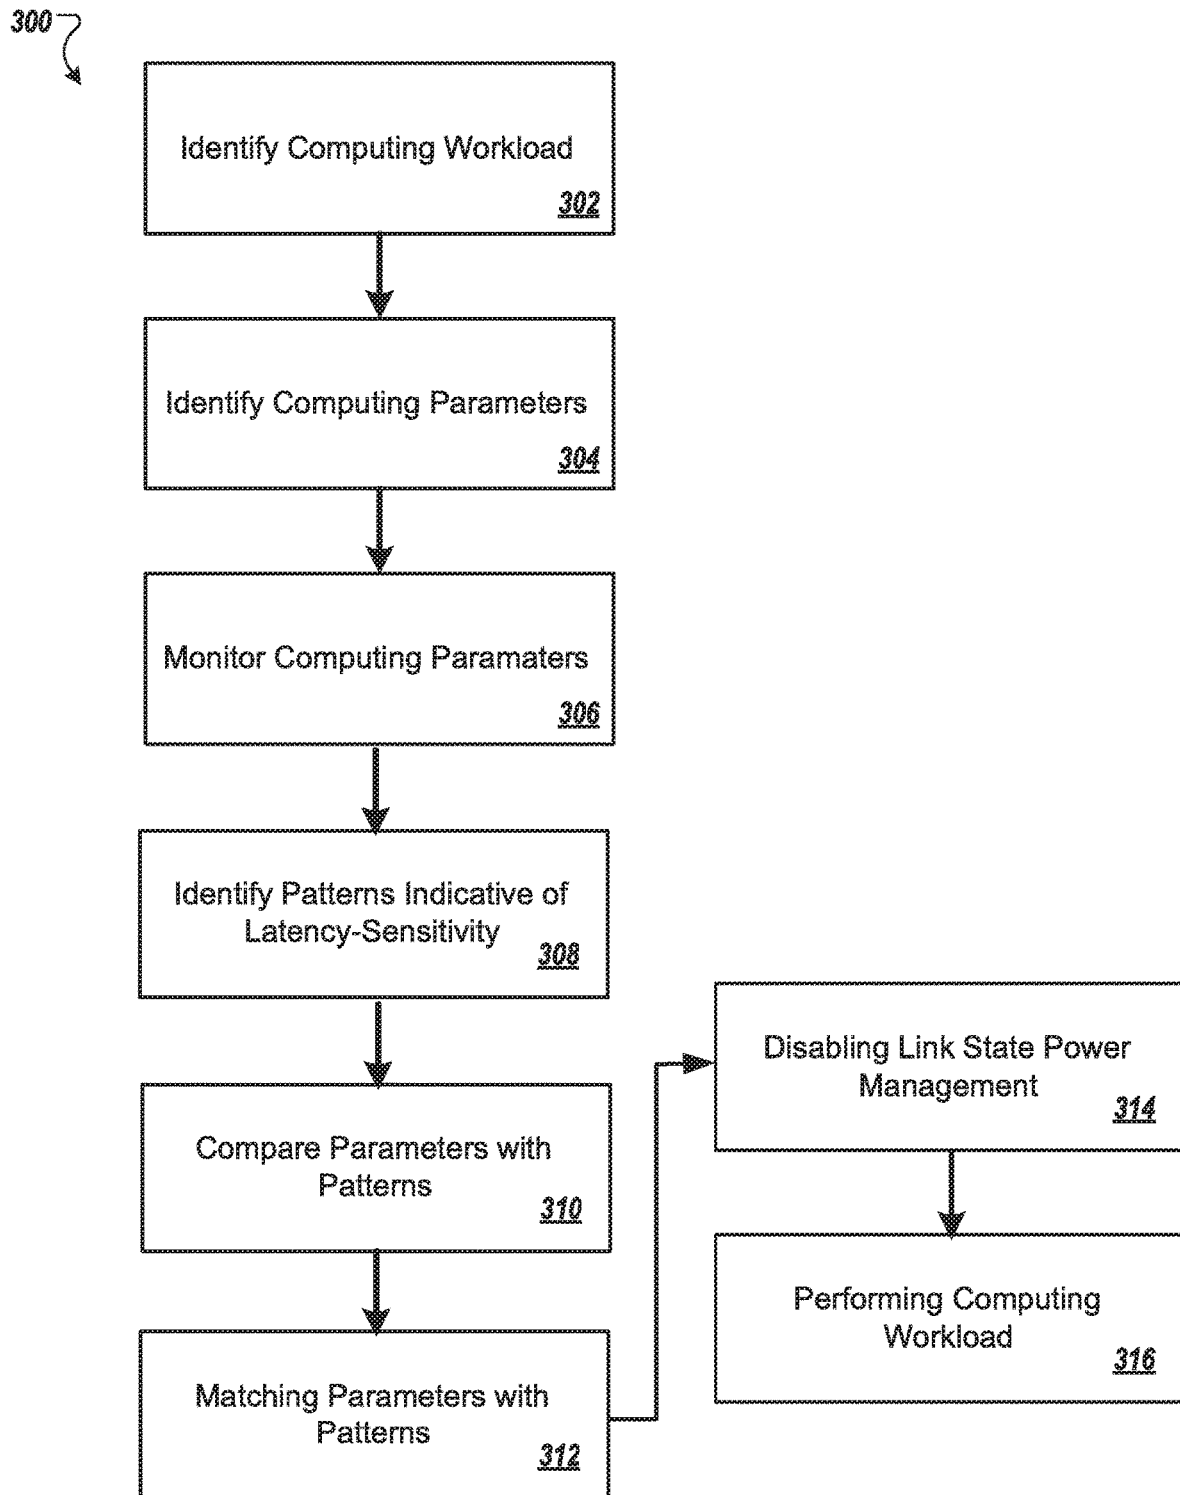 300
Identify Computing Workload
302
Identify Computing Parameters
304
Monitor Computing Paramaters
306
Identify Patterns Indicative of
Latency-Sensitivity
308
Compare Parameters with
Patterns
310
Matching Parameters with
Patterns
312
Disabling Link State Power
Management
314
Performing Computing
Workload
316